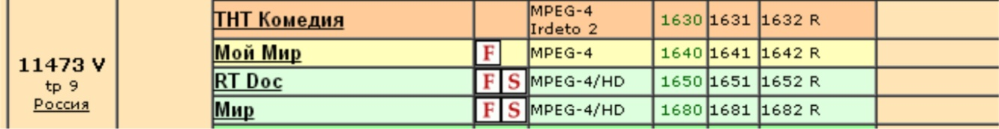 11473 V
tp 9
Россия
ТНТ Комедия MPEG-4 Irdeto 2 1630 1631 1632 R
Мой Мир F MPEG-4 1640 1641 1642 R
RT Doc F S MPEG-4/HD 1650 1651 1652 R
Мир F S MPEG-4/HD 1680 1681 1682 R